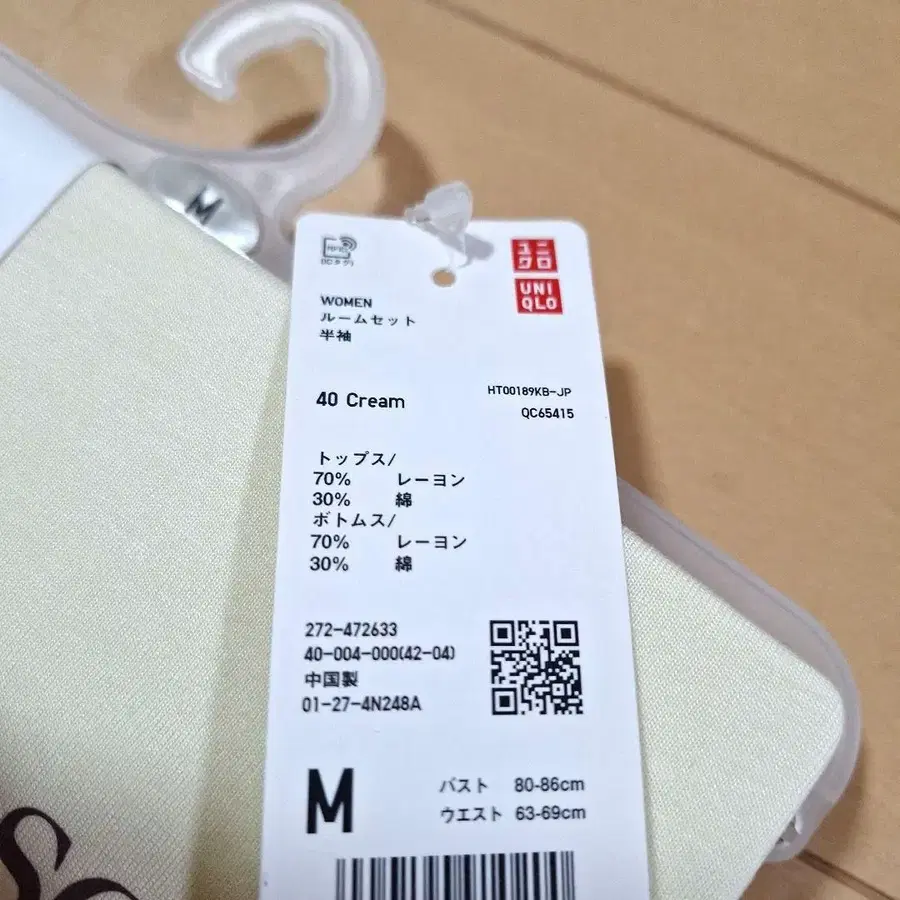 M
RFID
(ICタグ)
ユニ
クロ
UNI
QLO
WOMEN
ルームセット
半袖
40 Cream
HT00189KB-JP
QC65415
トップス/
70% レーヨン
30% 綿
ボトムス/
70% レーヨン
30% 綿
272-472633
40-004-000(42-04)
中国製
01-27-4N248A
M
バスト 80-86cm
ウエスト 63-69cm